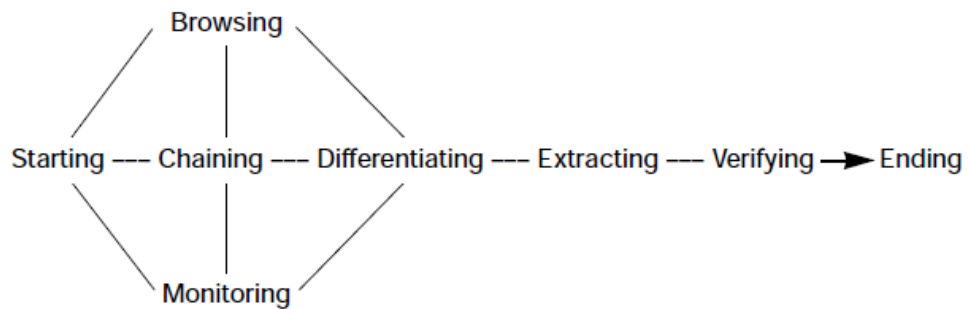 Browsing
Starting --- Chaining --- Differentiating --- Extracting --- Verifying Ending
Monitoring